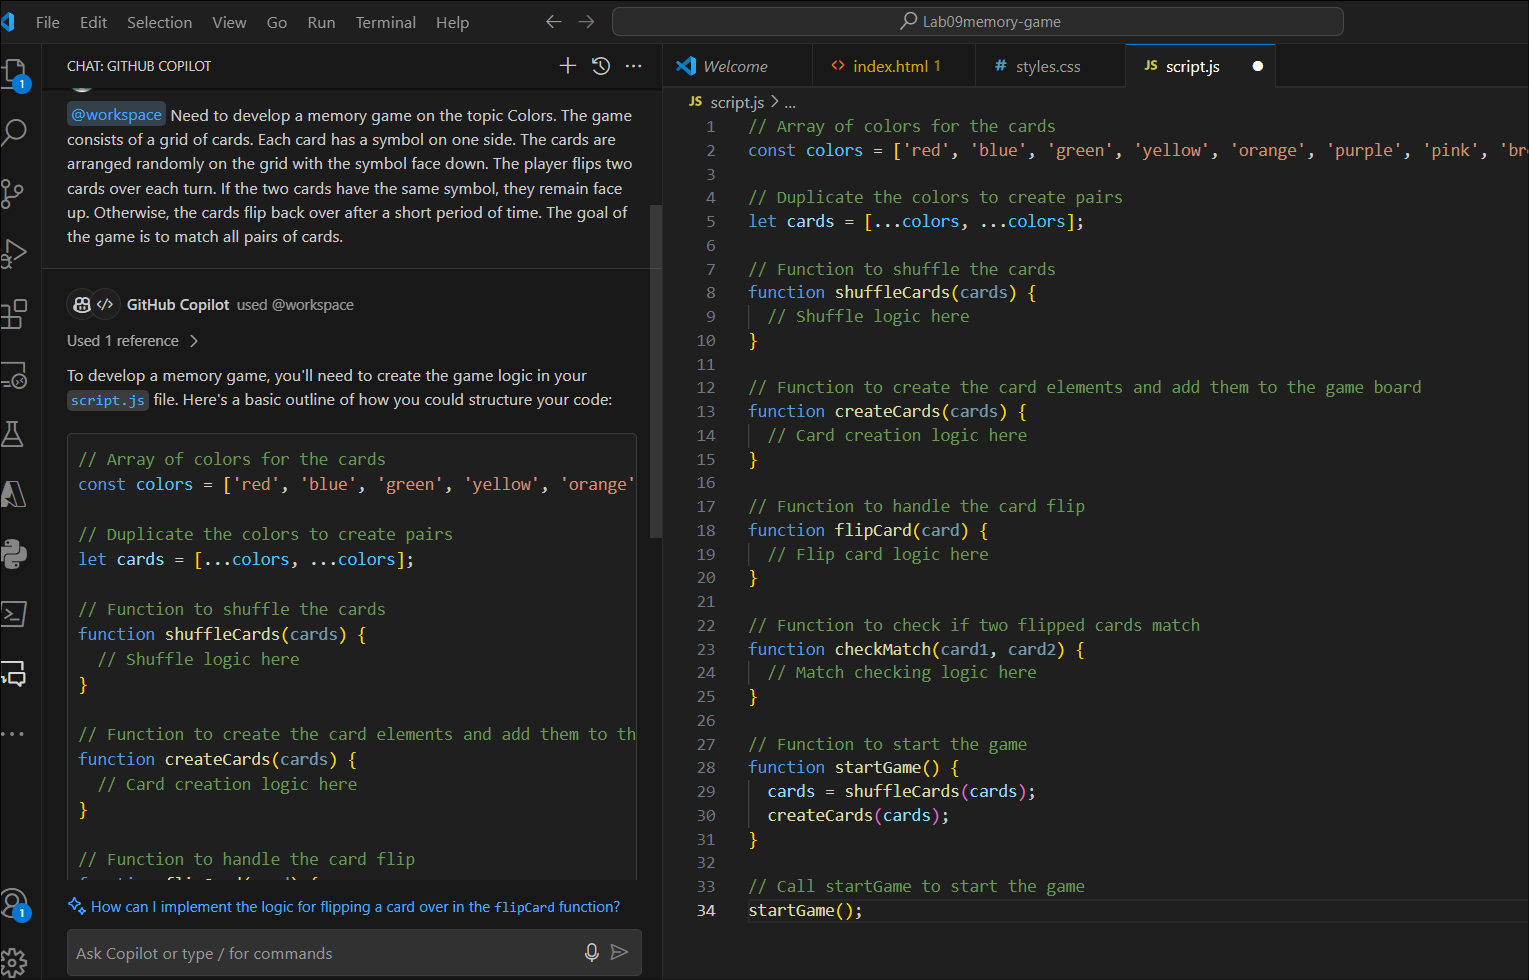 File Edit Selection View Go Run Terminal Help
Lab09memory-game
1
CHAT: GITHUB COPILOT
@workspace Need to develop a memory game on the topic Colors. The game
consists of a grid of cards. Each card has a symbol on one side. The cards are
arranged randomly on the grid with the symbol face down. The player flips two
cards over each turn. If the two cards have the same symbol, they remain face
up. Otherwise, the cards flip back over after a short period of time. The goal of
the game is to match all pairs of cards.
GitHub Copilot used @workspace
Used 1 reference
To develop a memory game, you'll need to create the game logic in your
script.js file. Here's a basic outline of how you could structure your code:
// Array of colors for the cards
const colors = ['red', 'blue', 'green', 'yellow', 'orange'
// Duplicate the colors to create pairs
let cards = [...colors, ...colors];
// Function to shuffle the cards
function shuffleCards(cards) {
// Shuffle logic here
}
// Function to create the card elements and add them to th
function createCards(cards) {
// Card creation logic here
}
// Function to handle the card flip
How can I implement the logic for flipping a card over in the flipCard function?
Ask Copilot or type / for commands
1
Welcome
<> index.html 1
# styles.css
JS script.js
JS script.js > ...
1 // Array of colors for the cards
2 const colors = ['red', 'blue', 'green', 'yellow', 'orange', 'purple', 'pink', 'br
3
4 // Duplicate the colors to create pairs
5 let cards = [...colors, ...colors];
6
7 // Function to shuffle the cards
8 function shuffleCards(cards) {
9 // Shuffle logic here
10 }
11
12 // Function to create the card elements and add them to the game board
13 function createCards(cards) {
14 // Card creation logic here
15 }
16
17 // Function to handle the card flip
18 function flipCard(card) {
19 // Flip card logic here
20 }
21
22 // Function to check if two flipped cards match
23 function checkMatch(card1, card2) {
24 // Match checking logic here
25 }
26
27 // Function to start the game
28 function startGame() {
29 cards = shuffleCards(cards);
30 createCards(cards);
31 }
32
33 // Call startGame to start the game
34 startGame();